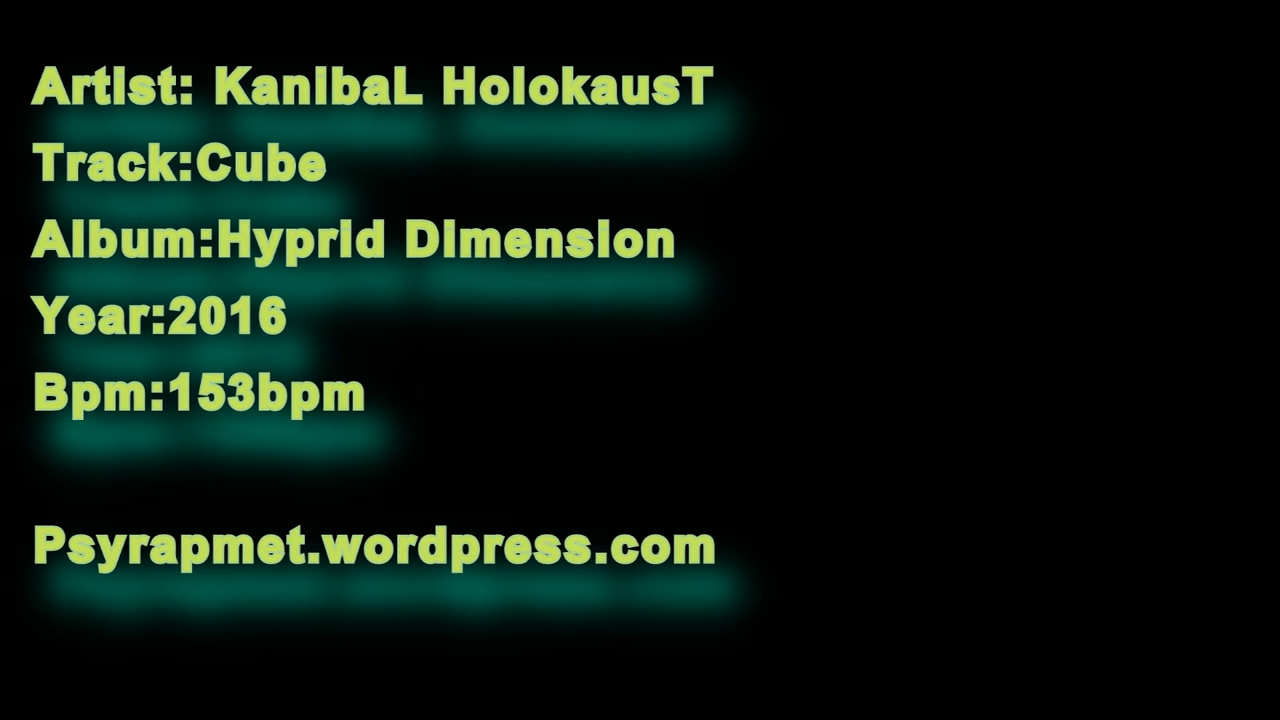 Artist: KanibaL HolokausT
Track:Cube
Album:Hyprid Dimension
Year:2016
Bpm:153bpm
Psyrapmet.wordpress.com